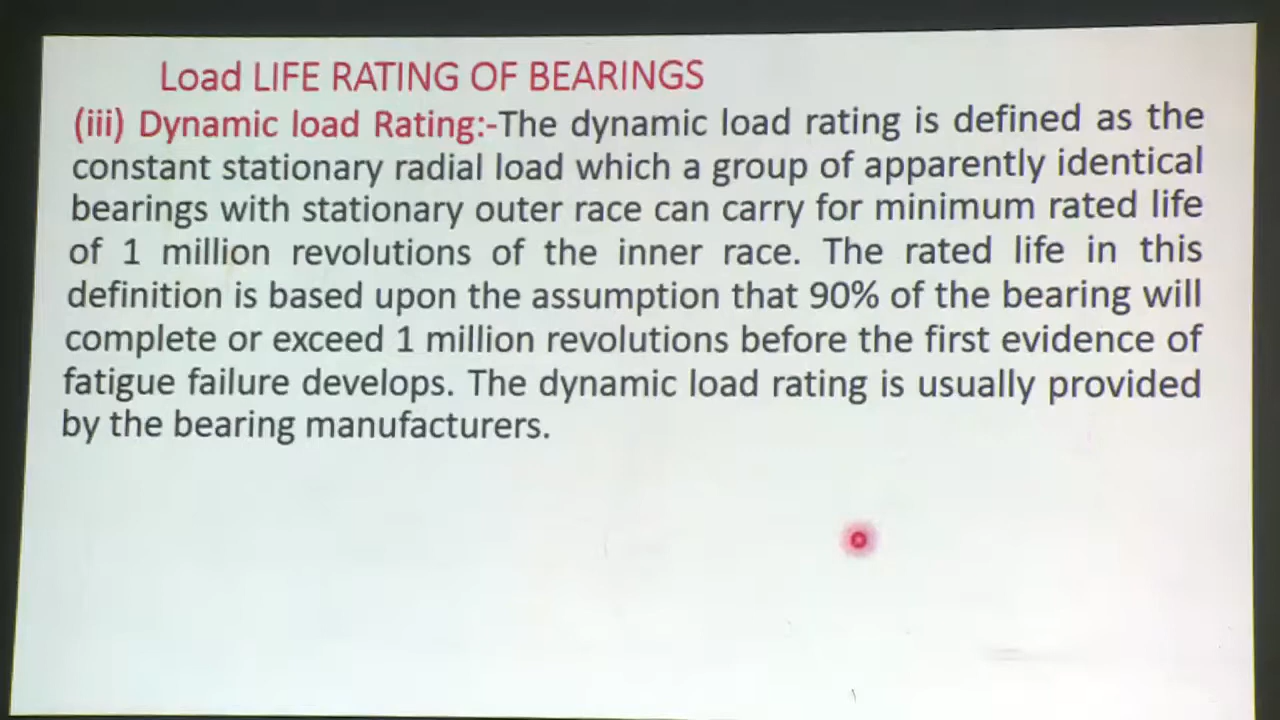 Load LIFE RATING OF BEARINGS
(iii) Dynamic load Rating:-The dynamic load rating is defined as the
constant stationary radial load which a group of apparently identical
bearings with stationary outer race can carry for minimum rated life
of 1 million revolutions of the inner race. The rated life in this
definition is based upon the assumption that 90% of the bearing will
complete or exceed 1 million revolutions before the first evidence of
fatigue failure develops. The dynamic load rating is usually provided
by the bearing manufacturers.